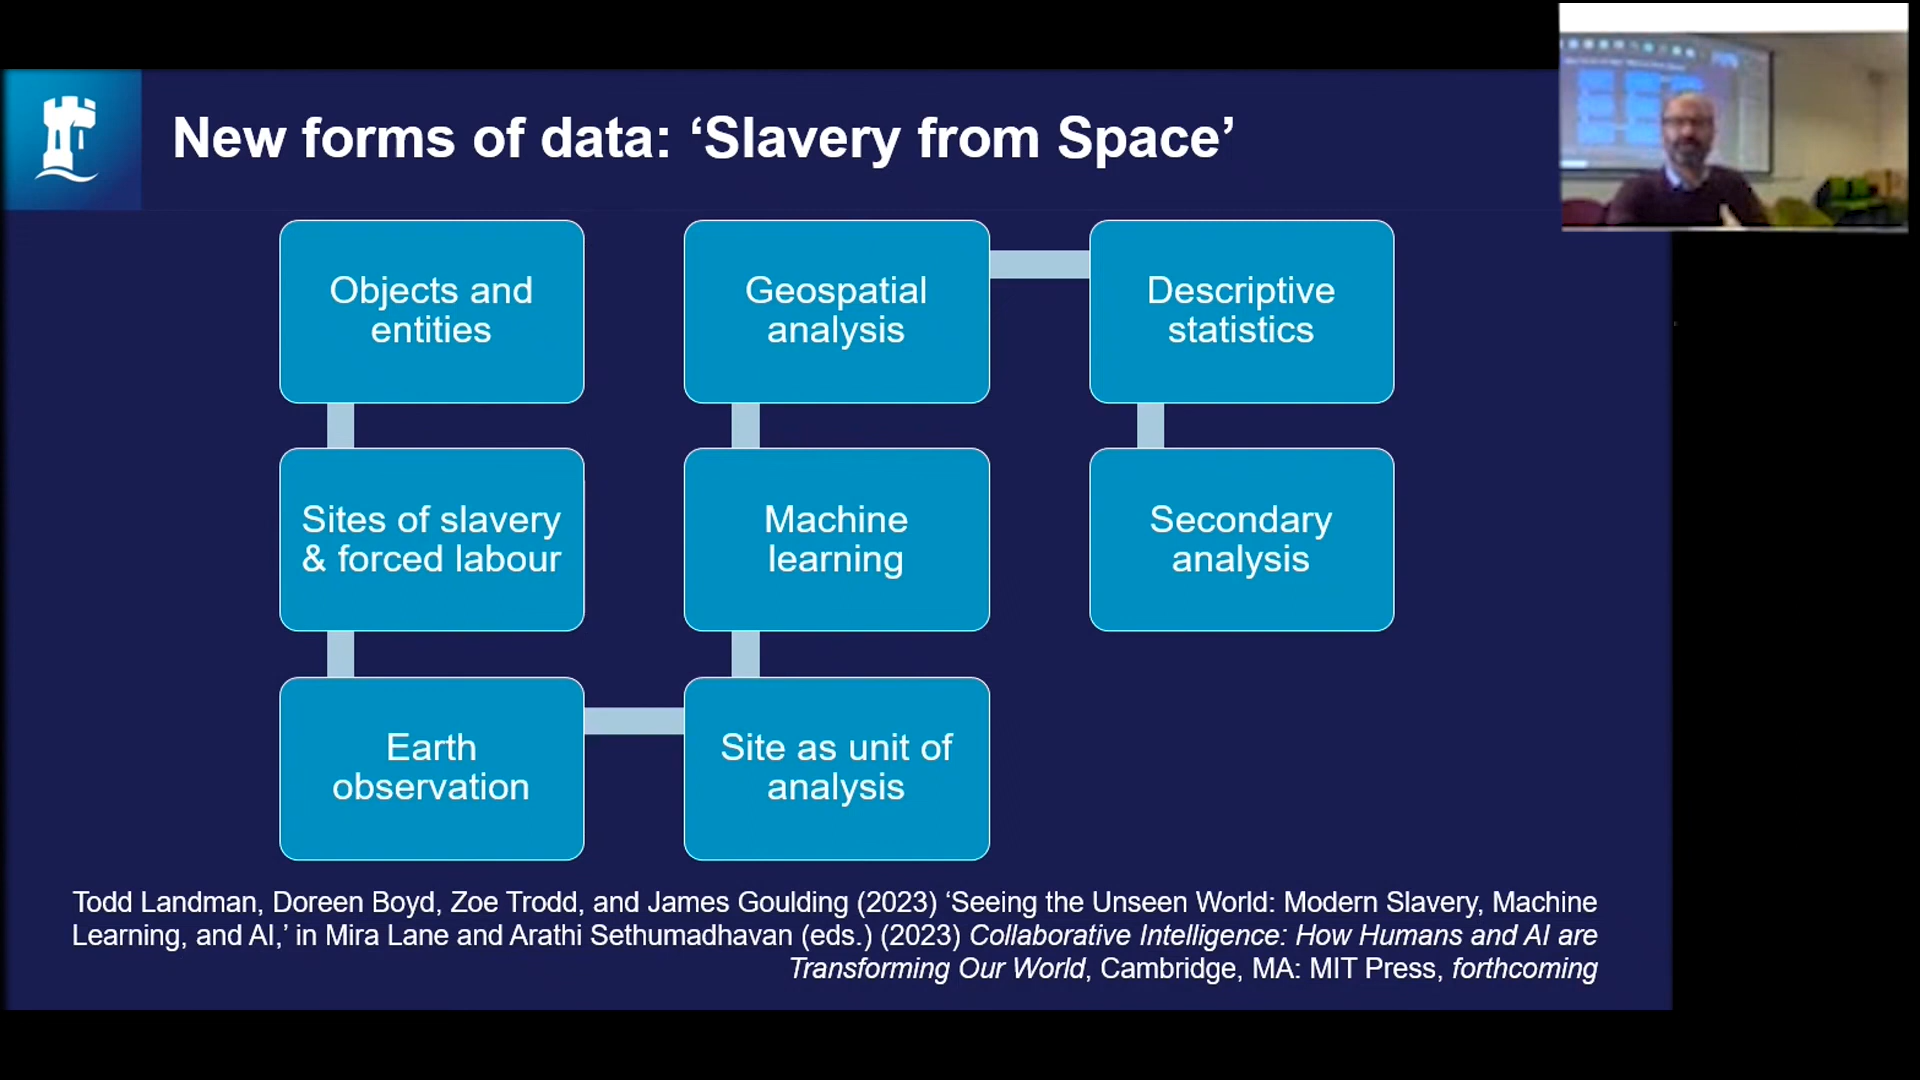 New forms of data: ‘Slavery from Space’
Objects and
entities
Sites of slavery
& forced labour
Earth
observation
Site as unit of
analysis
Machine
learning
Geospatial
analysis
Descriptive
statistics
Secondary
analysis
Todd Landman, Doreen Boyd, Zoe Trodd, and James Goulding (2023) ‘Seeing the Unseen World: Modern Slavery, Machine
Learning, and AI,’ in Mira Lane and Arathi Sethumadhavan (eds.) (2023) Collaborative Intelligence: How Humans and AI are
Transforming Our World, Cambridge, MA: MIT Press, forthcoming